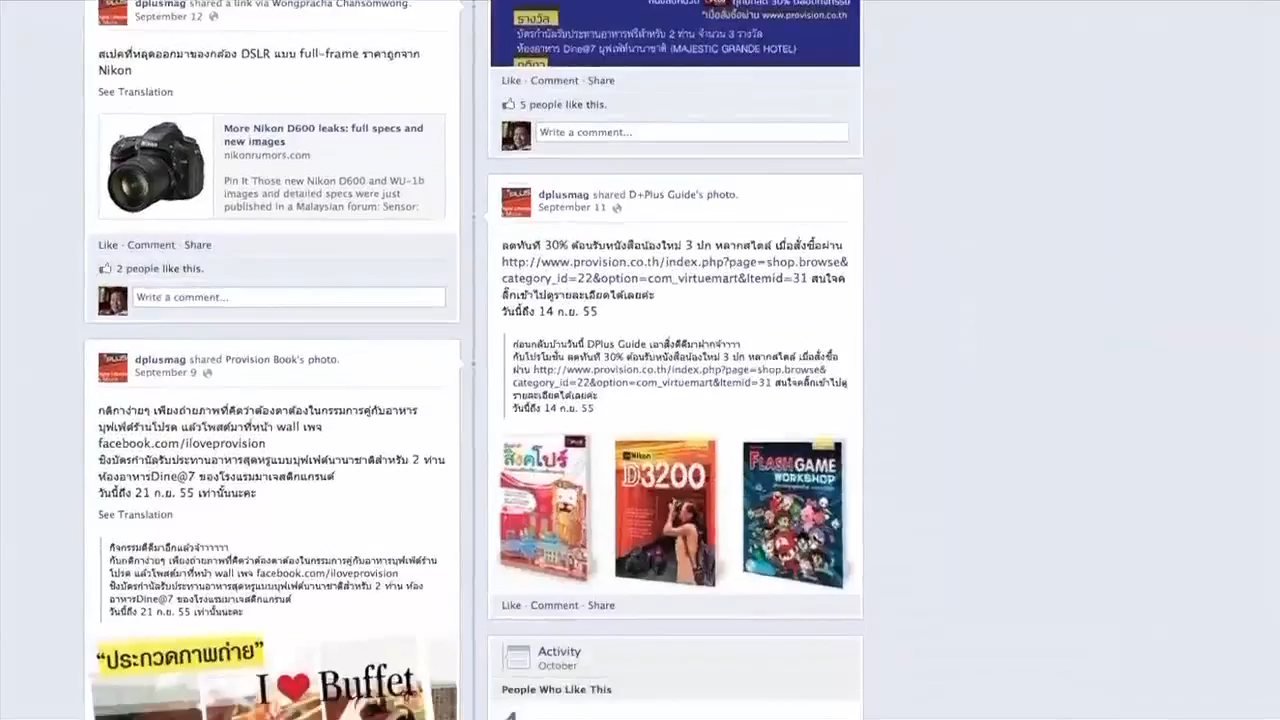 dplusmag shared a link via Wongpracha Chansomwong.
September 12
สเปคที่หลุดออกมาของกล้อง DSLR แบบ full-frame ราคาถูกจาก
Nikon
See Translation
More Nikon D600 leaks: full specs and
new images
nikonrumors.com
Pin It Those new Nikon D600 and WU-1b
images and detailed specs were just
published in a Malaysian forum: Sensor:
Like · Comment · Share
2 people like this.
Write a comment...
dplusmag shared Provision Book's photo.
September 9
กติกาง่ายๆ เพียงถ่ายภาพที่คิดว่าต้องตาต้องใจกรรมการคู่กับอาหาร
บุฟเฟ่ต์ร้านโปรด แล้วโพสต์มาที่หน้า wall เพจ
facebook.com/iloveprovision
ชิงบัตรกำนัลรับประทานอาหารสุดหรูแบบบุฟเฟ่ต์นานาชาติสำหรับ 2 ท่าน
ห้องอาหารDine@7 ของโรงแรมมาเจสติกแกรนด์
วันนี้ถึง 21 ก.ย. 55 เท่านั้นนะคะ
See Translation
กิจกรรมดีดีมาอีกแล้วจ้าาาาาา
กับกติกาง่ายๆ เพียงถ่ายภาพที่คิดว่าต้องตาต้องใจกรรมการคู่กับอาหารบุฟเฟ่ต์ร้าน
โปรด แล้วโพสต์มาที่หน้า wall เพจ facebook.com/iloveprovision
ชิงบัตรกำนัลรับประทานอาหารสุดหรูแบบบุฟเฟ่ต์นานาชาติสำหรับ 2 ท่าน ห้อง
อาหารDine@7 ของโรงแรมมาเจสติกแกรนด์
วันนี้ถึง 21 ก.ย. 55 เท่านั้นนะคะ
“ประกวดภาพถ่าย”
I ❤ Buffet
*เมื่อสั่งซื้อผ่าน www.provision.co.th
รางวัล
บัตรกำนัลรับประทานอาหารฟรีสำหรับ 2 ท่าน จำนวน 3 รางวัล
ห้องอาหาร Dine@7 บุฟเฟ่ต์นานาชาติ (MAJESTIC GRANDE HOTEL)
กติกา
Like · Comment · Share
5 people like this.
Write a comment...
dplusmag shared D+Plus Guide's photo.
September 11
ลดทันที 30% ต้อนรับหนังสือน้องใหม่ 3 ปก หลากสไตล์ เมื่อสั่งซื้อผ่าน
http://www.provision.co.th/index.php?page=shop.browse&
category_id=22&option=com_virtuemart&Itemid=31 สนใจค
ลิ๊กเข้าไปดูรายละเอียดได้เลยค่ะ
วันนี้ถึง 14 ก.ย. 55
ก่อนกลับบ้านวันนี้ DPlus Guide เอาสิ่งดีดีมาฝากจ้าาาา
กับโปรโมชั่น ลดทันที 30% ต้อนรับหนังสือน้องใหม่ 3 ปก หลากสไตล์ เมื่อสั่งซื้อ
ผ่าน http://www.provision.co.th/index.php?page=shop.browse&
category_id=22&option=com_virtuemart&Itemid=31 สนใจคลิ๊กเข้าไปดู
รายละเอียดได้เลยค่ะ
วันนี้ถึง 14 ก.ย. 55
สิงคโปร์
Nikon
D3200
FLASH GAME
WORKSHOP
Like · Comment · Share
Activity
October
People Who Like This